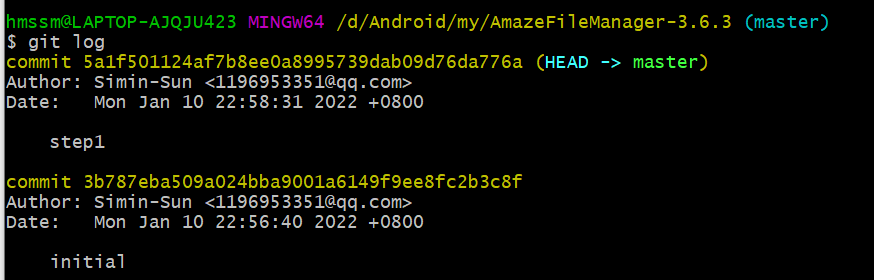 hmssm@LAPTOP-AJQJU423 MINGW64 /d/Android/my/AmazeFileManager-3.6.3 (master)
$ git log
commit 5a1f501124af7b8ee0a8995739dab09d76da776a (HEAD -> master)
Author: Simin-Sun <1196953351@qq.com>
Date:   Mon Jan 10 22:58:31 2022 +0800
step1
commit 3b787eba509a024bba9001a6149f9ee8fc2b3c8f
Author: Simin-Sun <1196953351@qq.com>
Date:   Mon Jan 10 22:56:40 2022 +0800
initial